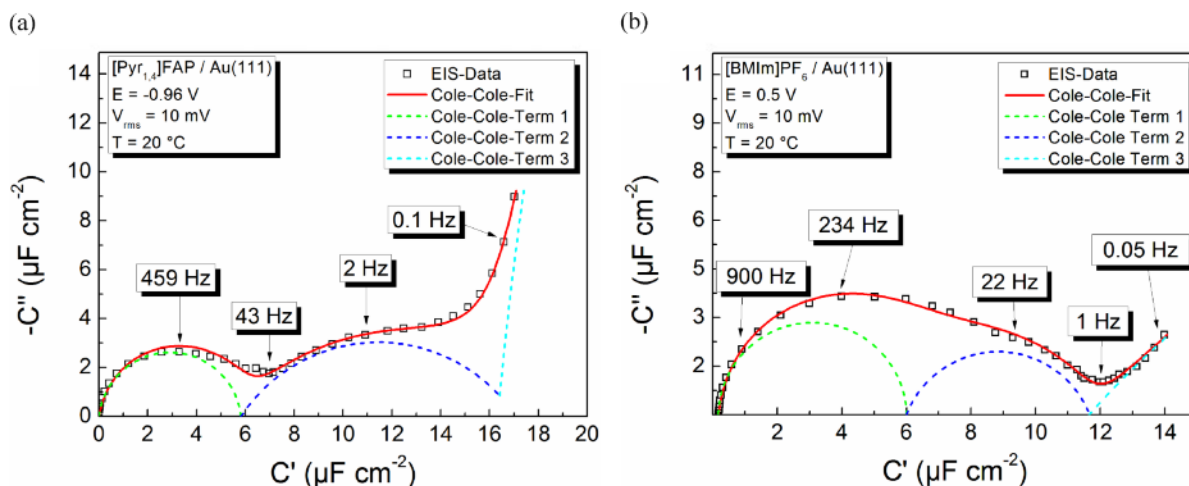 (a)
[Pyr1,4]FAP / Au(111)
E = -0.96 V
Vrms = 10 mV
T = 20 °C
EIS-Data
Cole-Cole-Fit
Cole-Cole-Term 1
Cole-Cole-Term 2
Cole-Cole-Term 3
459 Hz
43 Hz
2 Hz
0.1 Hz
14
12
10
8
6
4
2
0
0 2 4 6 8 10 12 14 16 18 20
-C'' (µF cm-2)
C' (µF cm-2)
(b)
[BMIm]PF6 / Au(111)
E = 0.5 V
Vrms = 10 mV
T = 20 °C
EIS-Data
Cole-Cole-Fit
Cole-Cole Term 1
Cole-Cole Term 2
Cole-Cole Term 3
900 Hz
234 Hz
22 Hz
1 Hz
0.05 Hz
11
9
8
6
5
3
2
0 2 4 6 8 10 12 14
-C'' (µF cm-2)
C' (µF cm-2)